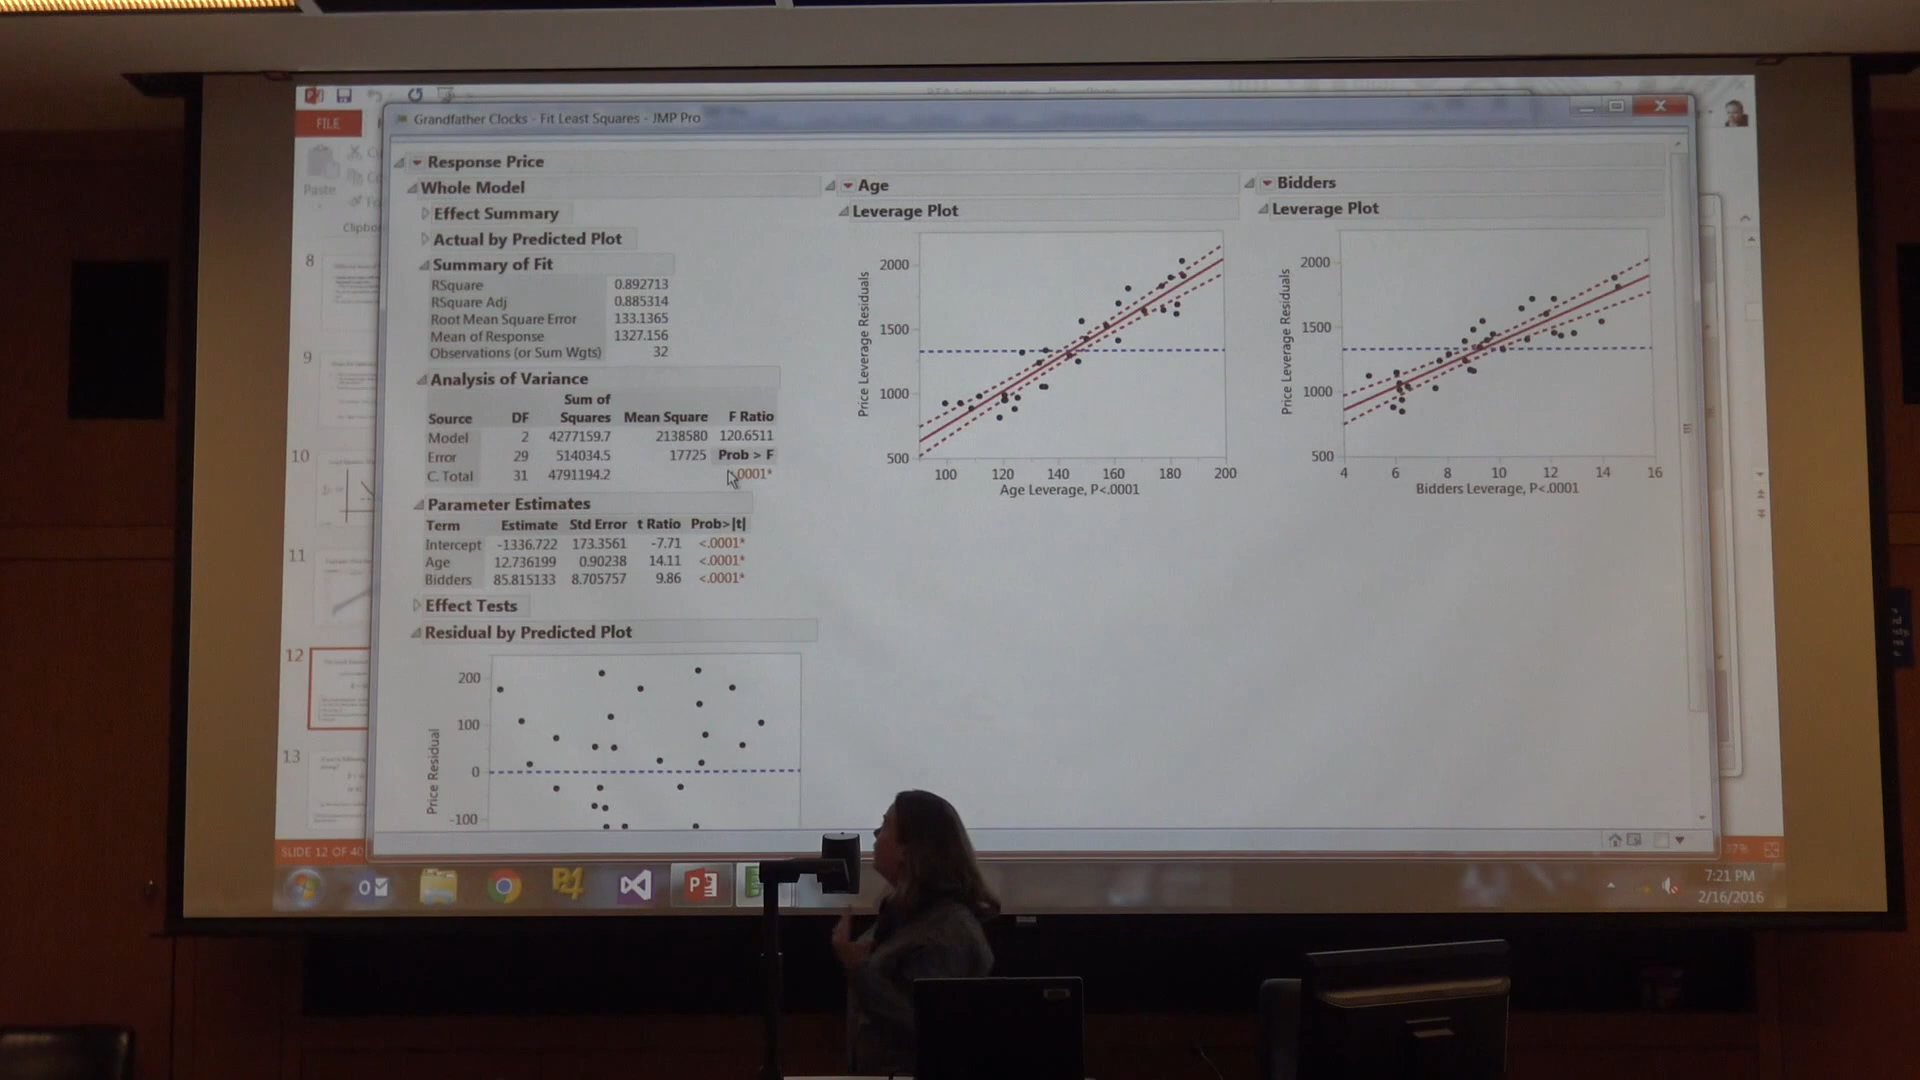 Grandfather Clocks - Fit Least Squares - JMP Pro
FILE
Paste
Response Price
Whole Model
Effect Summary
Actual by Predicted Plot
Summary of Fit
RSquare 0.892713
RSquare Adj 0.885314
Root Mean Square Error 133.1365
Mean of Response 1327.156
Observations (or Sum Wgts) 32
Analysis of Variance
Source DF Sum of Squares Mean Square F Ratio
Model 2 4277159.7 2138580 120.6511
Error 29 514034.5 17725 Prob > F
C. Total 31 4791194.2 .0001*
Parameter Estimates
Term Estimate Std Error t Ratio Prob>|t|
Intercept -1336.722 173.3561 -7.71 <.0001*
Age 12.736199 0.90238 14.11 <.0001*
Bidders 85.815133 8.705757 9.86 <.0001*
Effect Tests
Residual by Predicted Plot
Price Residual
200
100
0
-100
Age
Leverage Plot
Price Leverage Residuals
2000
1500
1000
500
100 120 140 160 180 200
Age Leverage, P<.0001
Bidders
Leverage Plot
Price Leverage Residuals
2000
1500
1000
500
4 6 8 10 12 14 16
Bidders Leverage, P<.0001
8
9
10
11
12
13
SLIDE 12 OF 40
7:21 PM
2/16/2016